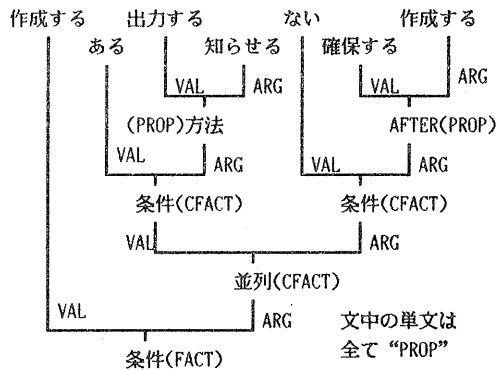 作成する 出力する ない 作成する
ある 知らせる 確保する
VAL ARG VAL ARG
(PROP)方法 AFTER(PROP)
VAL ARG VAL ARG
条件(CFACT) 条件(CFACT)
VAL ARG
並列(CFACT)
VAL ARG 文中の単文は
条件(FACT) 全て“PROP”